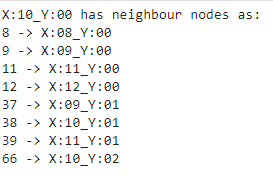 X:10_Y:00 has neighbour nodes as:
8 -> X:08_Y:00
9 -> X:09_Y:00
11 -> X:11_Y:00
12 -> X:12_Y:00
37 -> X:09_Y:01
38 -> X:10_Y:01
39 -> X:11_Y:01
66 -> X:10_Y:02